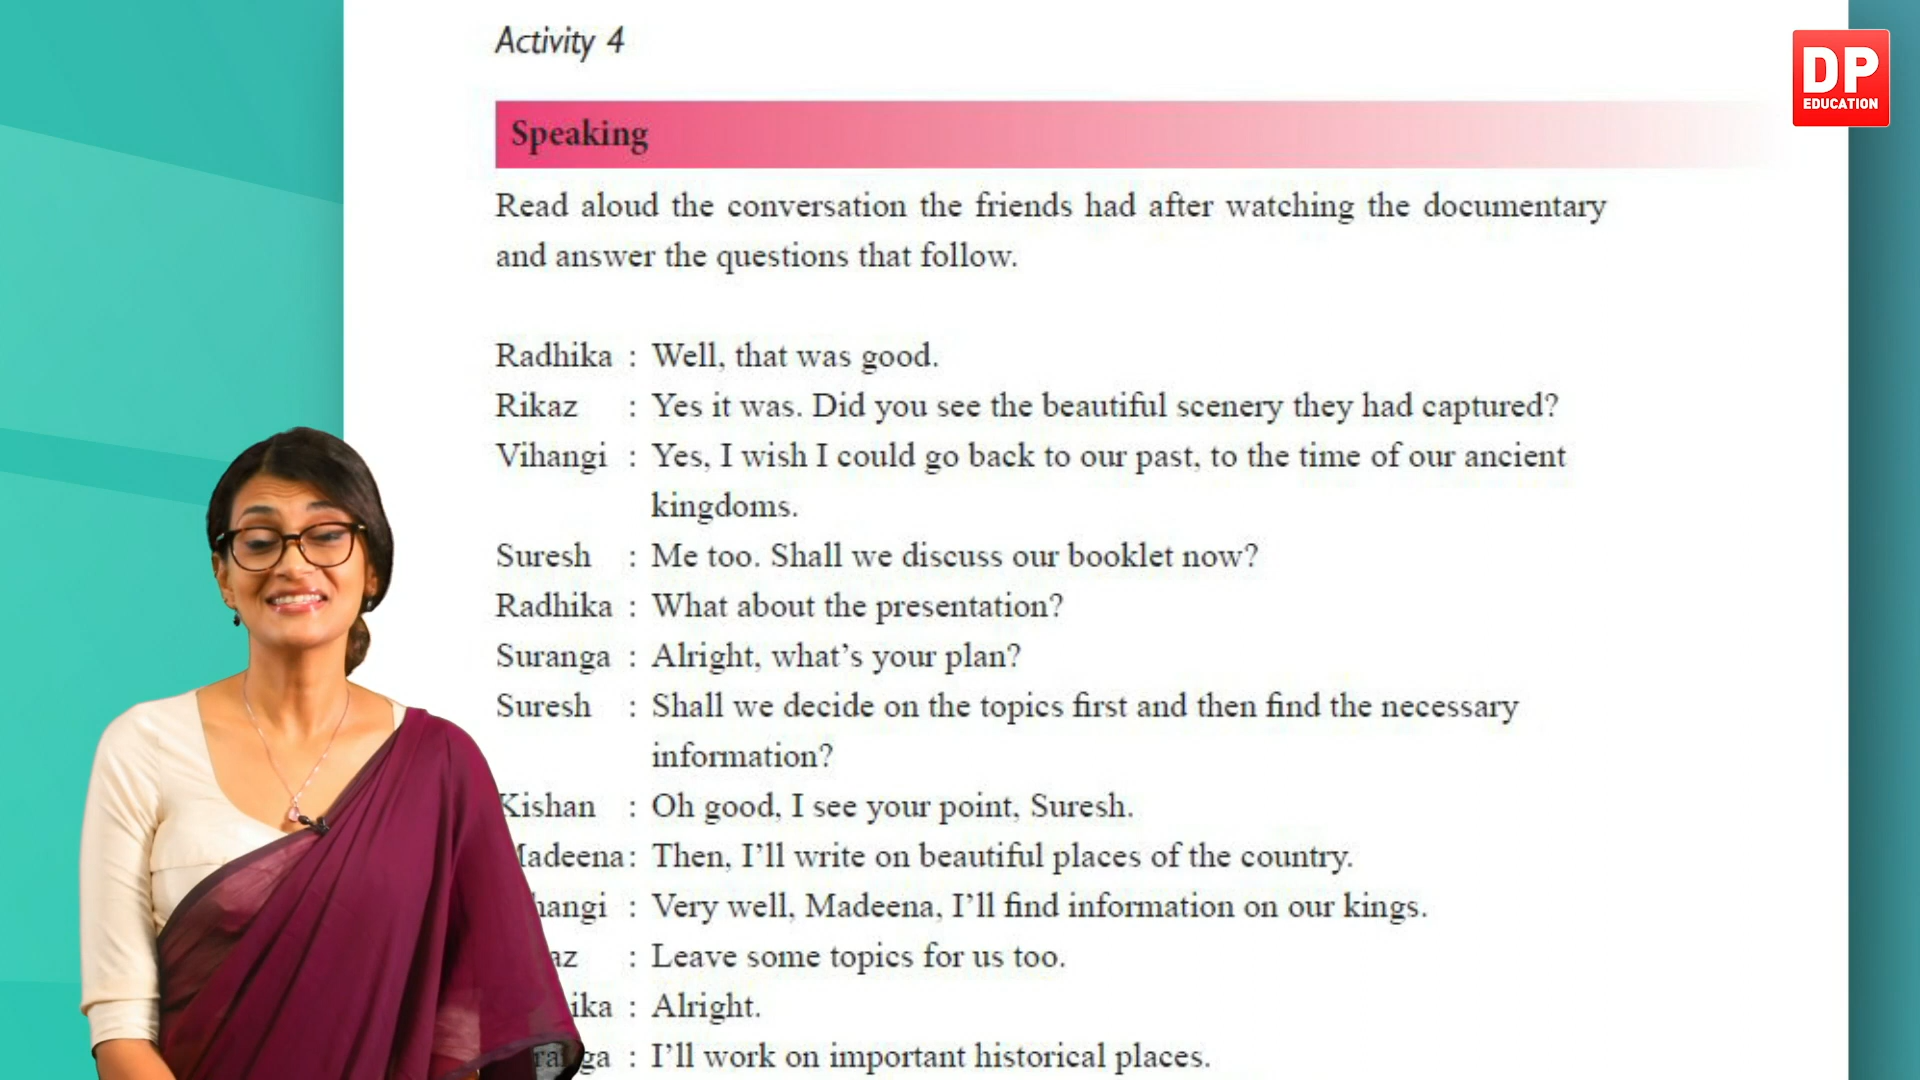 Activity 4
DP
EDUCATION
Speaking
Read aloud the conversation the friends had after watching the documentary
and answer the questions that follow.
Radhika : Well, that was good.
Rikaz : Yes it was. Did you see the beautiful scenery they had captured?
Vihangi : Yes, I wish I could go back to our past, to the time of our ancient
kingdoms.
Suresh : Me too. Shall we discuss our booklet now?
Radhika : What about the presentation?
Suranga : Alright, what's your plan?
Suresh : Shall we decide on the topics first and then find the necessary
information?
Kishan : Oh good, I see your point, Suresh.
Madeena: Then, I'll write on beautiful places of the country.
: Very well, Madeena, I'll find information on our kings.
: Leave some topics for us too.
: Alright.
: I'll work on important historical places.